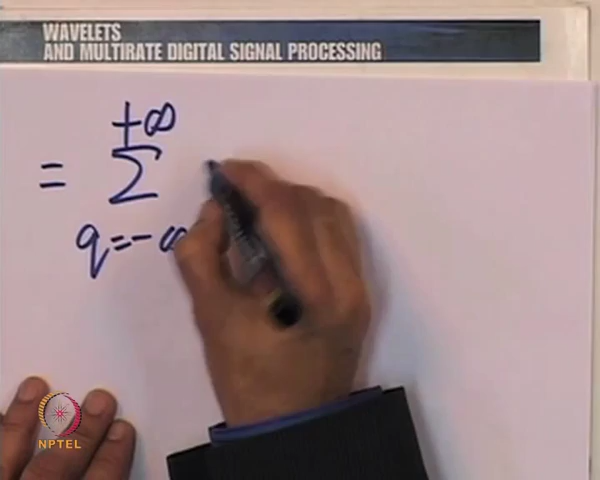 WAVELETS
AND MULTIRATE DIGITAL SIGNAL PROCESSING
+∞
= Σ
q=-∞
NPTEL